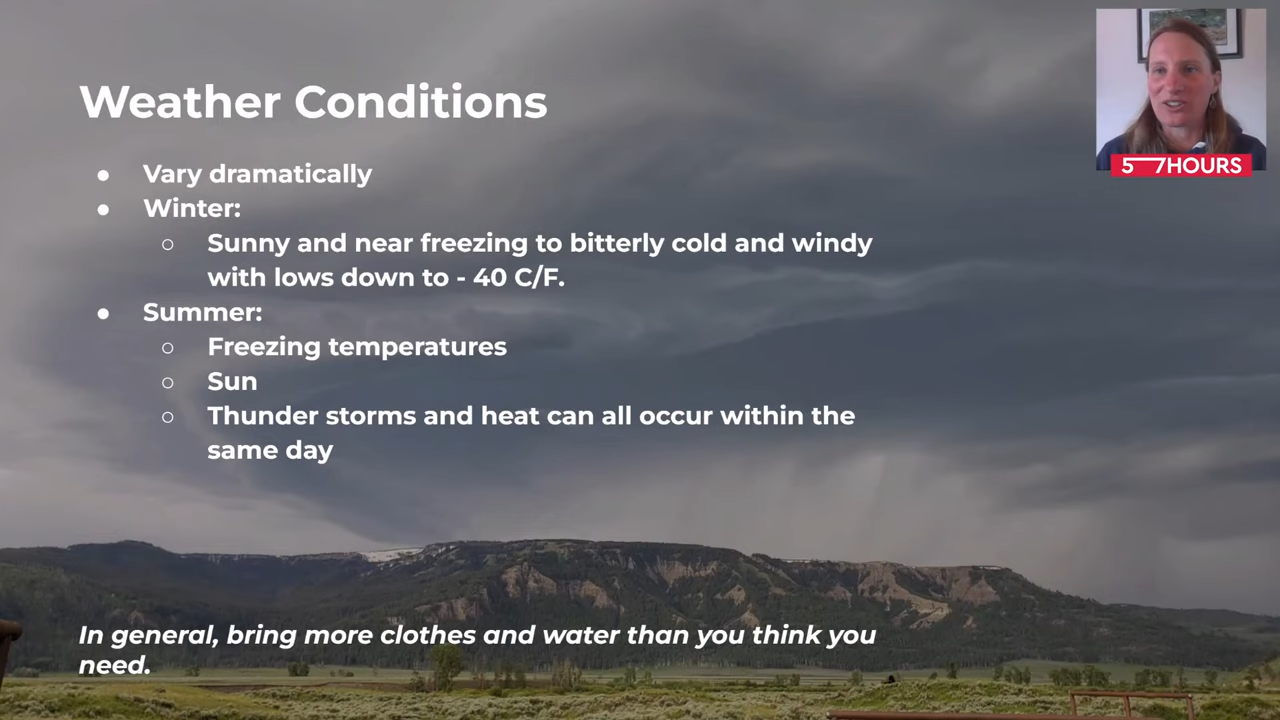 Weather Conditions
● Vary dramatically
● Winter:
○ Sunny and near freezing to bitterly cold and windy
with lows down to - 40 C/F.
● Summer:
○ Freezing temperatures
○ Sun
○ Thunder storms and heat can all occur within the
same day
In general, bring more clothes and water than you think you
need.
57HOURS